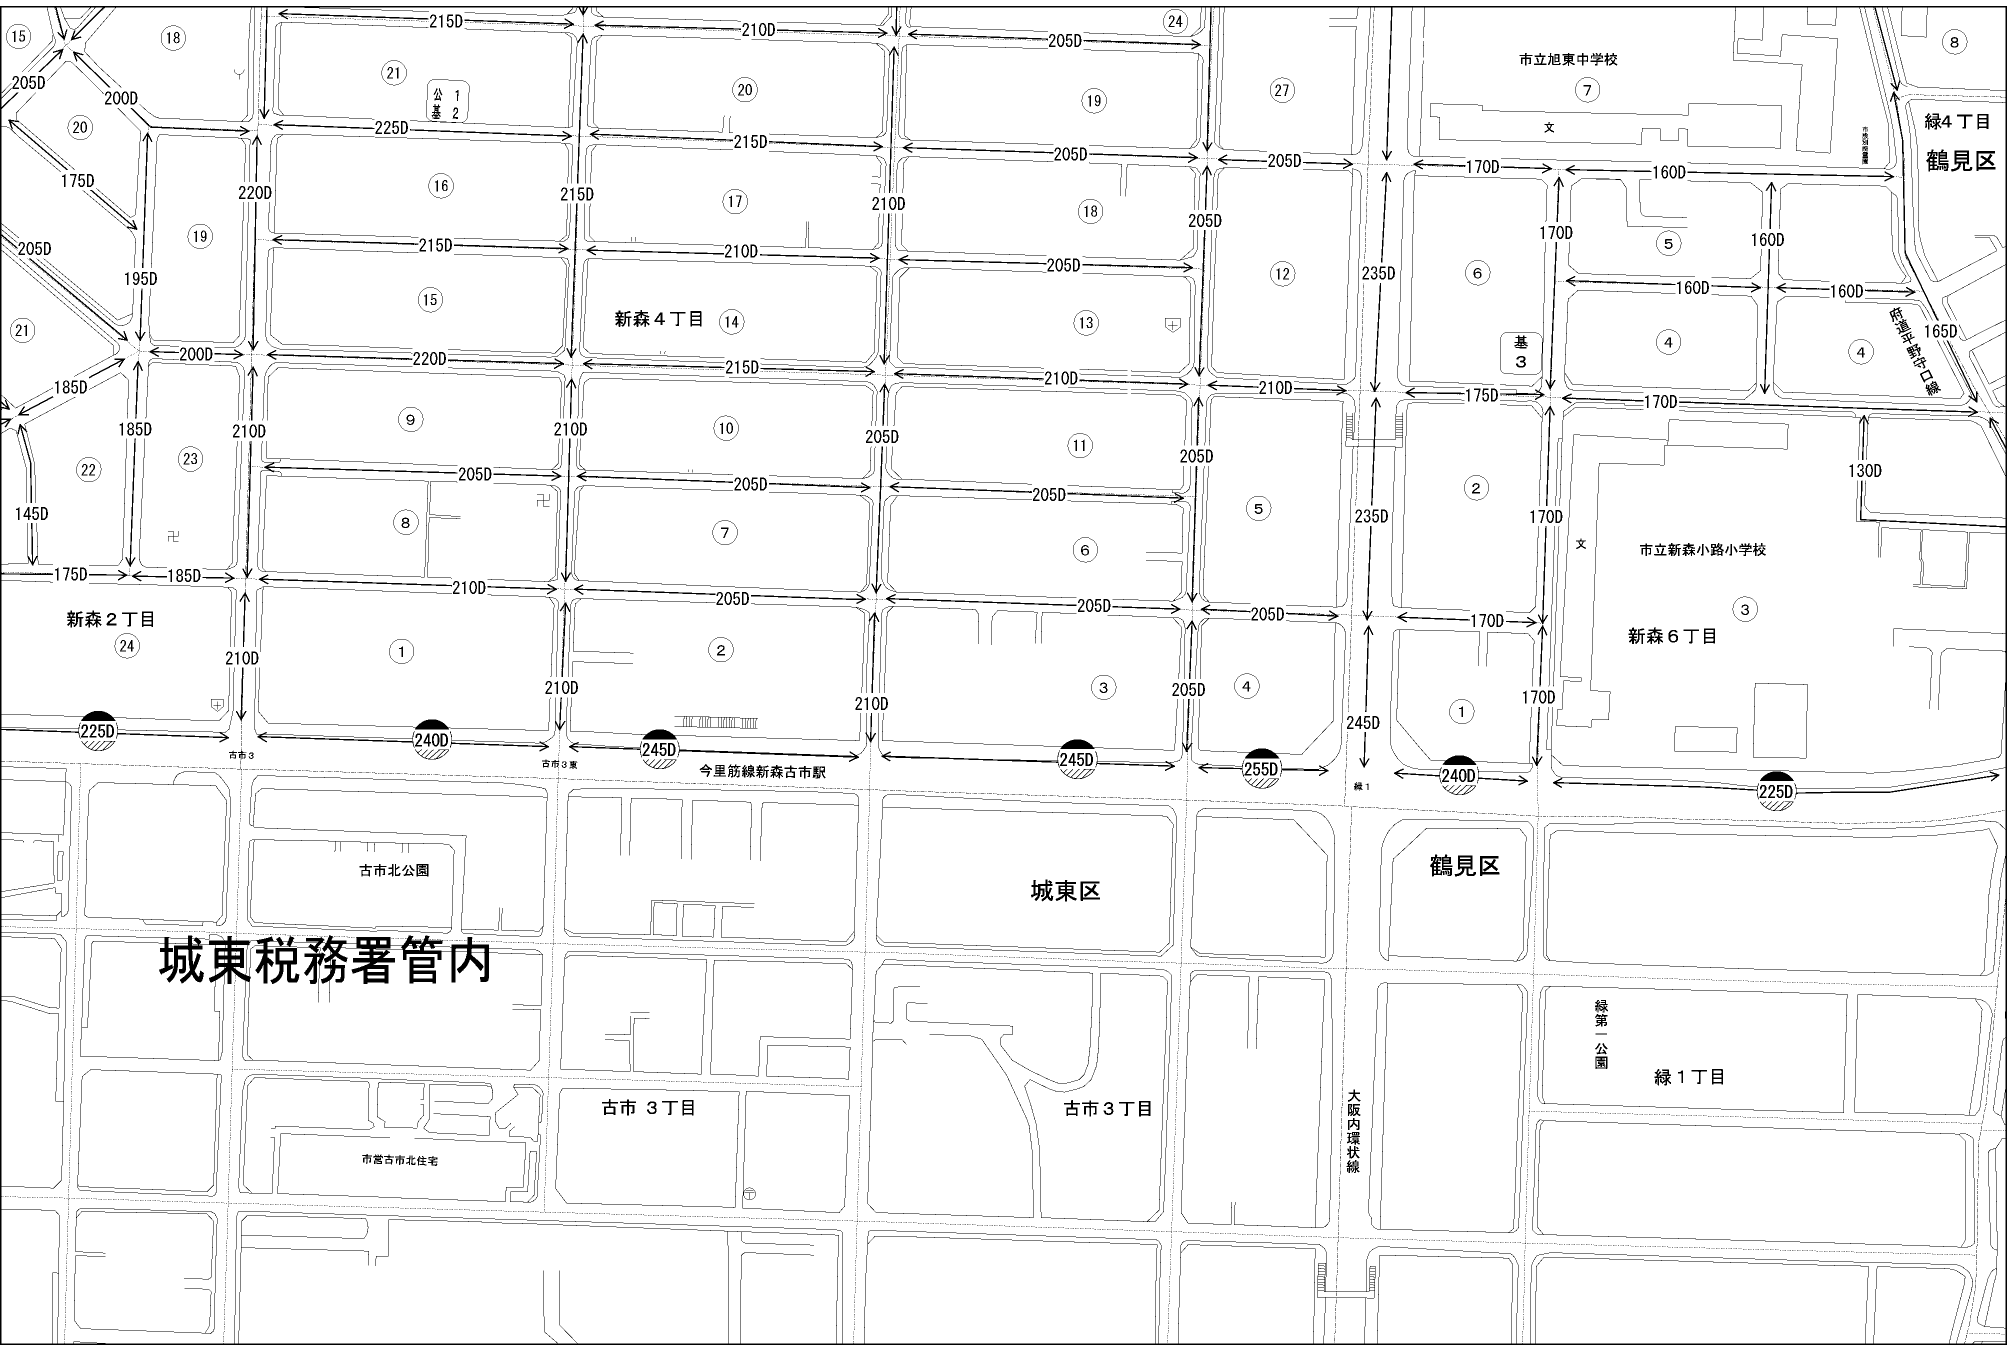 215D
24
15
18
210D
205D
8
市立旭東中学校
21
公 1
基 2
205D
200D
20
19
27
7
文
緑4丁目
鶴見区
20
225D
215D
205D
205D
170D
160D
175D
220D
16
215D
17
210D
18
205D
19
205D
215D
210D
205D
12
235D
6
170D
5
160D
195D
15
160D
160D
21
新森4丁目
14
13
基
3
4
4
165D
府道平野守口線
200D
220D
215D
210D
210D
175D
170D
185D
185D
210D
9
210D
10
205D
11
205D
22
23
205D
205D
205D
2
130D
145D
8
7
6
5
235D
170D
文
市立新森小路小学校
175D
185D
210D
205D
205D
205D
170D
3
新森2丁目
24
210D
1
2
新森6丁目
210D
210D
3
205D
4
245D
1
170D
225D
240D
245D
245D
255D
240D
225D
古市3
古市3東
今里筋線新森古市駅
緑1
古市北公園
城東区
鶴見区
城東税務署管内
緑第一公園
緑1丁目
古市 3丁目
古市3丁目
大阪内環状線
市営古市北住宅